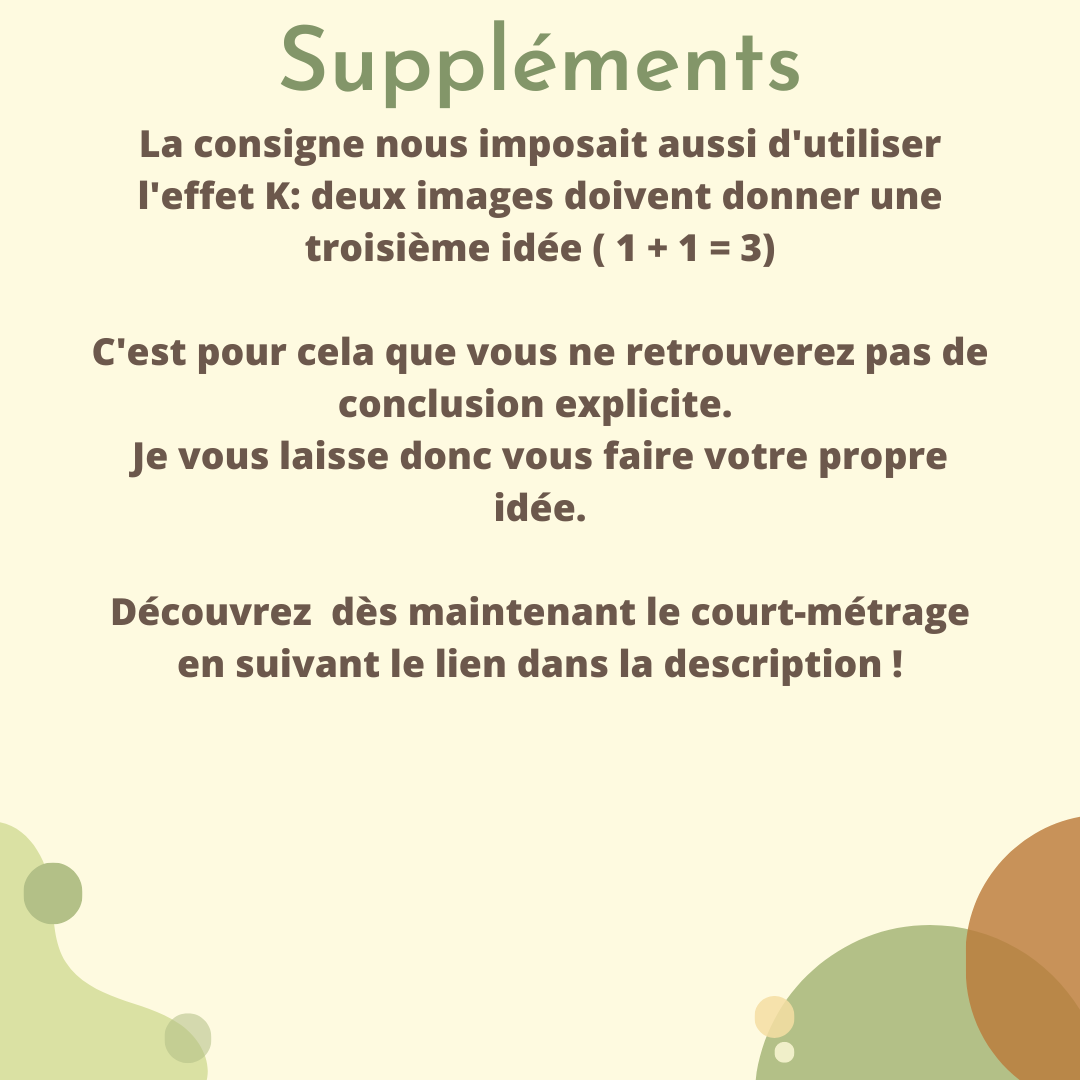 Suppléments
La consigne nous imposait aussi d'utiliser
l'effet K: deux images doivent donner une
troisième idée ( 1 + 1 = 3)
C'est pour cela que vous ne retrouverez pas de
conclusion explicite.
Je vous laisse donc vous faire votre propre
idée.
Découvrez  dès maintenant le court-métrage
en suivant le lien dans la description !